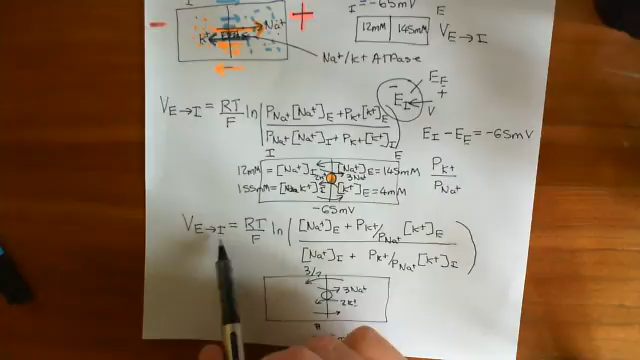 I
= -65mV
E
12mM 145mM
V E→I
− Na+ +
K+
Na+/K+ ATPase
V E→I = RT/F ln ( P Na+ [Na+]E + P K+ [K+]E / P Na+ [Na+]I + P K+ [K+]I )
− E I E E + V
E I − E E = −65mV
I E
12mM = [Na+]I [Na+]E = 145mM
3Na+
155mM = [K+]I [K+]E = 4mM
−65mV
P K+ / P Na+
V E→I = RT/F ln ( [Na+]E + P K+/P Na+ [K+]E / [Na+]I + P K+/P Na+ [K+]I )
3Na+
2K+